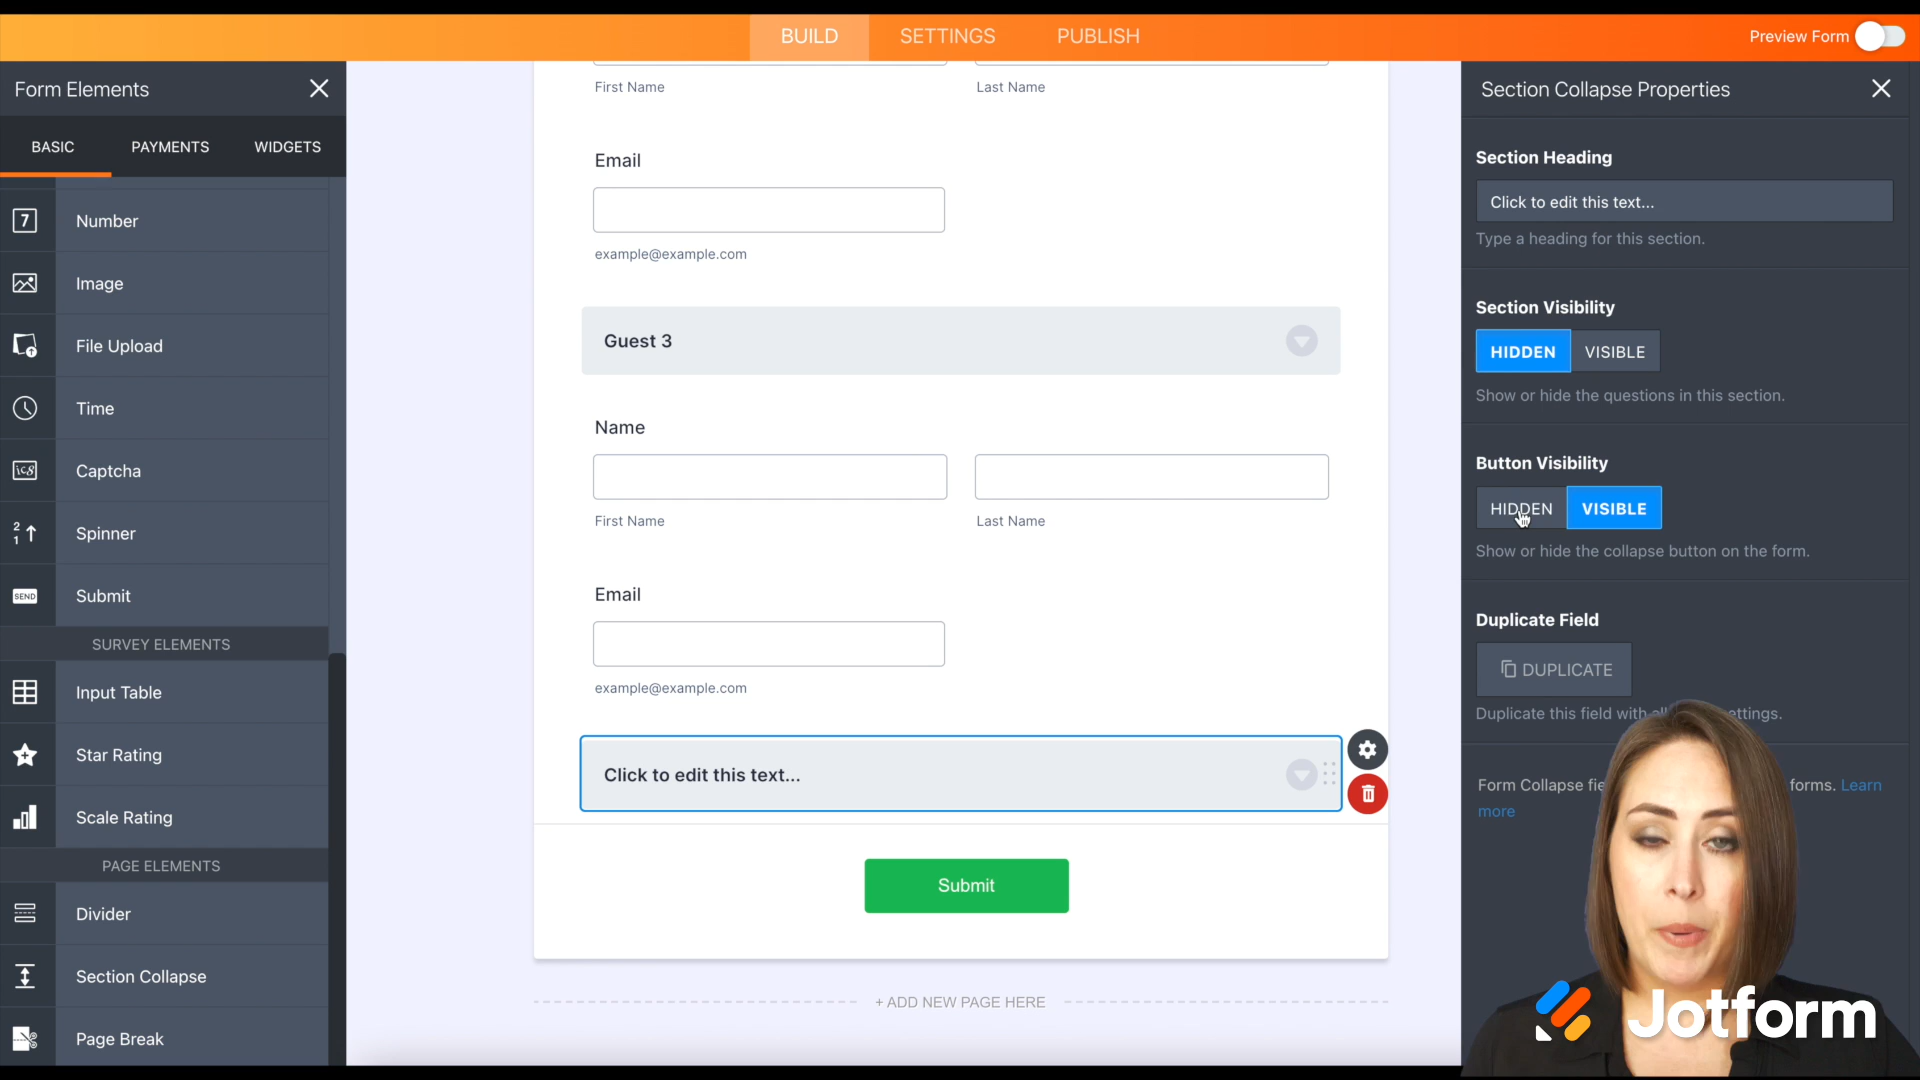 BUILD
SETTINGS
PUBLISH
Preview Form
Form Elements
BASIC
PAYMENTS
WIDGETS
7
Number
Image
File Upload
Time
Captcha
2
1
Spinner
SEND
Submit
SURVEY ELEMENTS
Input Table
Star Rating
Scale Rating
PAGE ELEMENTS
Divider
Section Collapse
Page Break
First Name
Last Name
Email
example@example.com
Guest 3
Name
First Name
Last Name
Email
example@example.com
Click to edit this text...
Submit
+ ADD NEW PAGE HERE
Section Collapse Properties
Section Heading
Click to edit this text...
Type a heading for this section.
Section Visibility
HIDDEN
VISIBLE
Show or hide the questions in this section.
Button Visibility
HIDDEN
VISIBLE
Show or hide the collapse button on the form.
Duplicate Field
DUPLICATE
Duplicate this field with
Form Collapse forms. Learn
more
Jotform